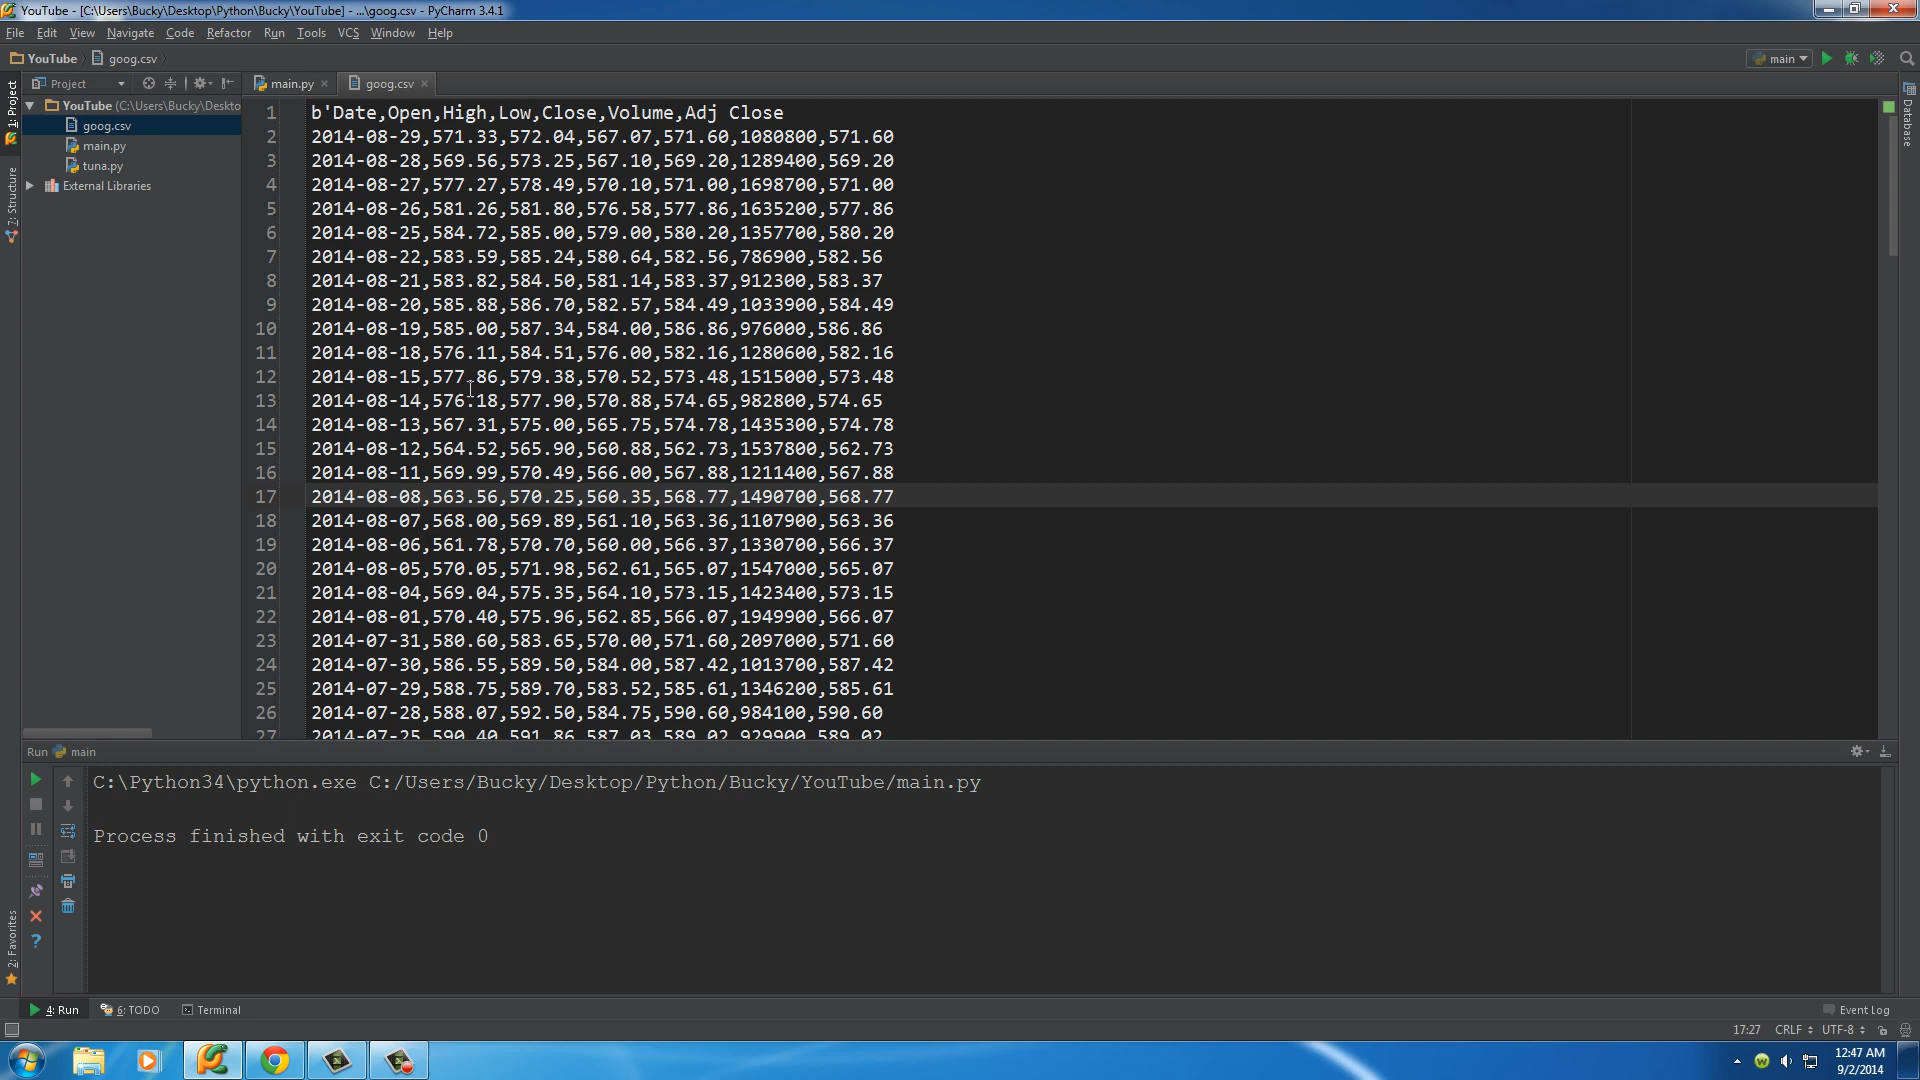 YouTube - [C:\Users\Bucky\Desktop\Python\Bucky\YouTube] - ...\goog.csv - PyCharm 3.4.1
File Edit View Navigate Code Refactor Run Tools VCS Window Help
YouTube goog.csv main
Project main.py goog.csv
1: Project
7: Structure
2: Favorites
Database
YouTube (C:\Users\Bucky\Deskto
goog.csv
main.py
tuna.py
External Libraries
1 b'Date,Open,High,Low,Close,Volume,Adj Close
2 2014-08-29,571.33,572.04,567.07,571.60,1080800,571.60
3 2014-08-28,569.56,573.25,567.10,569.20,1289400,569.20
4 2014-08-27,577.27,578.49,570.10,571.00,1698700,571.00
5 2014-08-26,581.26,581.80,576.58,577.86,1635200,577.86
6 2014-08-25,584.72,585.00,579.00,580.20,1357700,580.20
7 2014-08-22,583.59,585.24,580.64,582.56,786900,582.56
8 2014-08-21,583.82,584.50,581.14,583.37,912300,583.37
9 2014-08-20,585.88,586.70,582.57,584.49,1033900,584.49
10 2014-08-19,585.00,587.34,584.00,586.86,976000,586.86
11 2014-08-18,576.11,584.51,576.00,582.16,1280600,582.16
12 2014-08-15,577.86,579.38,570.52,573.48,1515000,573.48
13 2014-08-14,576.18,577.90,570.88,574.65,982800,574.65
14 2014-08-13,567.31,575.00,565.75,574.78,1435300,574.78
15 2014-08-12,564.52,565.90,560.88,562.73,1537800,562.73
16 2014-08-11,569.99,570.49,566.00,567.88,1211400,567.88
17 2014-08-08,563.56,570.25,560.35,568.77,1490700,568.77
18 2014-08-07,568.00,569.89,561.10,563.36,1107900,563.36
19 2014-08-06,561.78,570.70,560.00,566.37,1330700,566.37
20 2014-08-05,570.05,571.98,562.61,565.07,1547000,565.07
21 2014-08-04,569.04,575.35,564.10,573.15,1423400,573.15
22 2014-08-01,570.40,575.96,562.85,566.07,1949900,566.07
23 2014-07-31,580.60,583.65,570.00,571.60,2097000,571.60
24 2014-07-30,586.55,589.50,584.00,587.42,1013700,587.42
25 2014-07-29,588.75,589.70,583.52,585.61,1346200,585.61
26 2014-07-28,588.07,592.50,584.75,590.60,984100,590.60
27 2014-07-25,590.40,591.86,587.03,589.02,929900,589.02
Run main
C:\Python34\python.exe C:/Users/Bucky/Desktop/Python/Bucky/YouTube/main.py
Process finished with exit code 0
4: Run 6: TODO Terminal Event Log
17:27 CRLF UTF-8
12:47 AM
9/2/2014